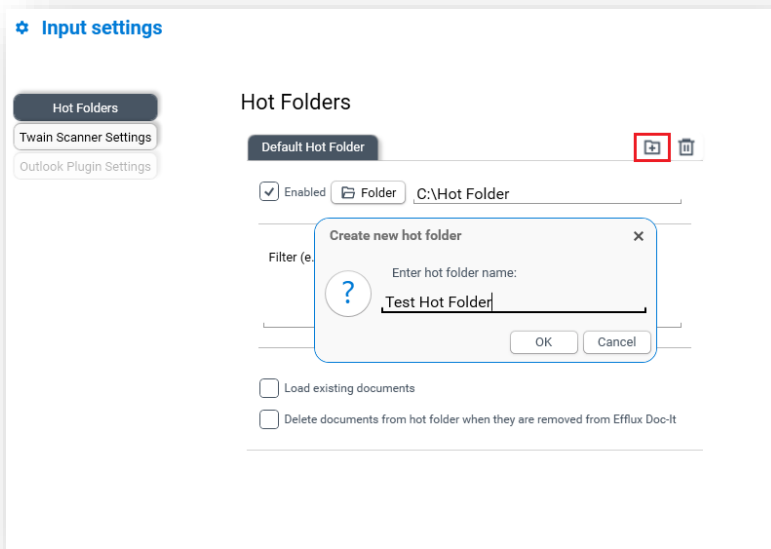 Input settings
Hot Folders
Twain Scanner Settings
Outlook Plugin Settings
Hot Folders
Default Hot Folder
Enabled
Folder
C:\Hot Folder
Filter (e.
Create new hot folder
Enter hot folder name:
?
Test Hot Folder
OK
Cancel
Load existing documents
Delete documents from hot folder when they are removed from Efflux Doc-It